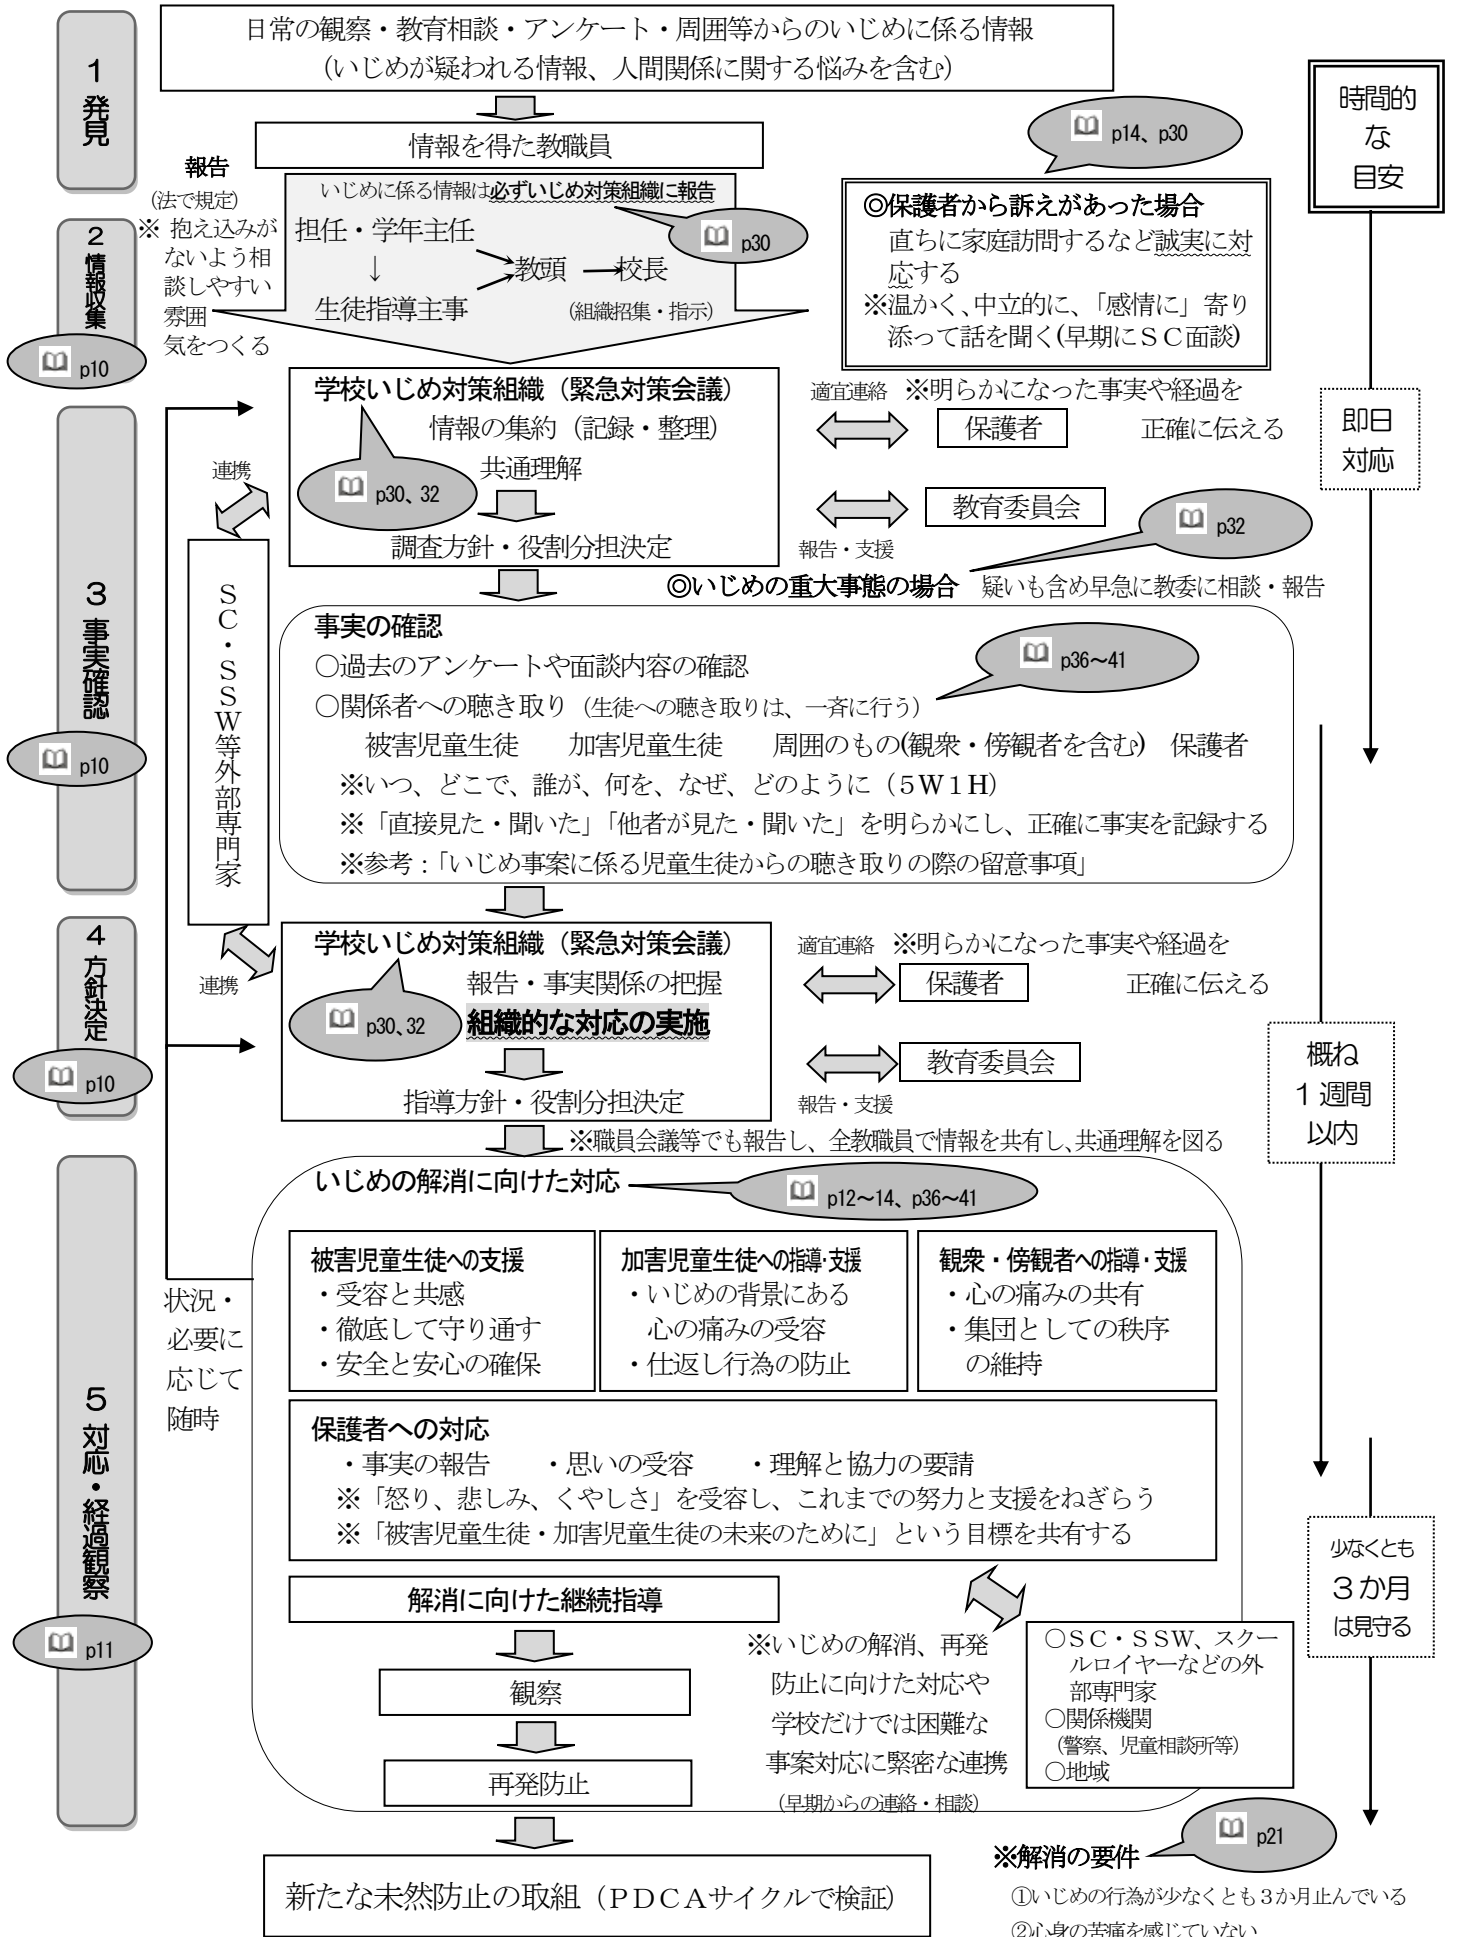 日常の観察・教育相談・アンケート・周囲等からのいじめに係る情報
（いじめが疑われる情報、人間関係に関する悩みを含む）
1 発見
情報を得た教職員
p14、p30
時間的
な
目安
報告
（法で規定）
※ 抱え込みが
ないよう相
談しやすい
雰囲
気をつくる
いじめに係る情報は必ずいじめ対策組織に報告
p30
担任・学年主任
↓
生徒指導主事
教頭
校長
（組織招集・指示）
◎保護者から訴えがあった場合
直ちに家庭訪問するなど誠実に対
応する
※温かく、中立的に、「感情に」寄り
添って話を聞く(早期にＳＣ面談)
2 情報収集
p10
学校いじめ対策組織（緊急対策会議）
情報の集約（記録・整理）
共通理解
p30、32
調査方針・役割分担決定
適宜連絡 ※明らかになった事実や経過を
保護者 正確に伝える
教育委員会
報告・支援
p32
即日
対応
連携
ＳＣ・ＳＳＷ等外部専門家
◎いじめの重大事態の場合 疑いも含め早急に教委に相談・報告
3 事実確認
p10
事実の確認
○過去のアンケートや面談内容の確認
p36～41
○関係者への聴き取り（生徒への聴き取りは、一斉に行う）
被害児童生徒 加害児童生徒 周囲のもの(観衆・傍観者を含む) 保護者
※いつ、どこで、誰が、何を、なぜ、どのように（５Ｗ１Ｈ）
※「直接見た・聞いた」「他者が見た・聞いた」を明らかにし、正確に事実を記録する
※参考：「いじめ事案に係る児童生徒からの聴き取りの際の留意事項」
4 方針決定
p10
連携
学校いじめ対策組織（緊急対策会議）
報告・事実関係の把握
p30、32
組織的な対応の実施
指導方針・役割分担決定
適宜連絡 ※明らかになった事実や経過を
保護者 正確に伝える
教育委員会
報告・支援
概ね
１週間
以内
※職員会議等でも報告し、全教職員で情報を共有し、共通理解を図る
5 対応・経過観察
p11
いじめの解消に向けた対応
p12～14、p36～41
被害児童生徒への支援
・受容と共感
・徹底して守り通す
・安全と安心の確保
加害児童生徒への指導・支援
・いじめの背景にある
心の痛みの受容
・仕返し行為の防止
観衆・傍観者への指導・支援
・心の痛みの共有
・集団としての秩序
の維持
状況・
必要に
応じて
随時
保護者への対応
・事実の報告 ・思いの受容 ・理解と協力の要請
※「怒り、悲しみ、くやしさ」を受容し、これまでの努力と支援をねぎらう
※「被害児童生徒・加害児童生徒の未来のために」という目標を共有する
少なくとも
３か月
は見守る
解消に向けた継続指導
観察
再発防止
※いじめの解消、再発
防止に向けた対応や
学校だけでは困難な
事案対応に緊密な連携
（早期からの連絡・相談）
○ＳＣ・ＳＳＷ、スクー
ルロイヤーなどの外
部専門家
○関係機関
（警察、児童相談所等）
○地域
p21
新たな未然防止の取組（ＰＤＣＡサイクルで検証）
※解消の要件
①いじめの行為が少なくとも３か月止んでいる
②心身の苦痛を感じていない